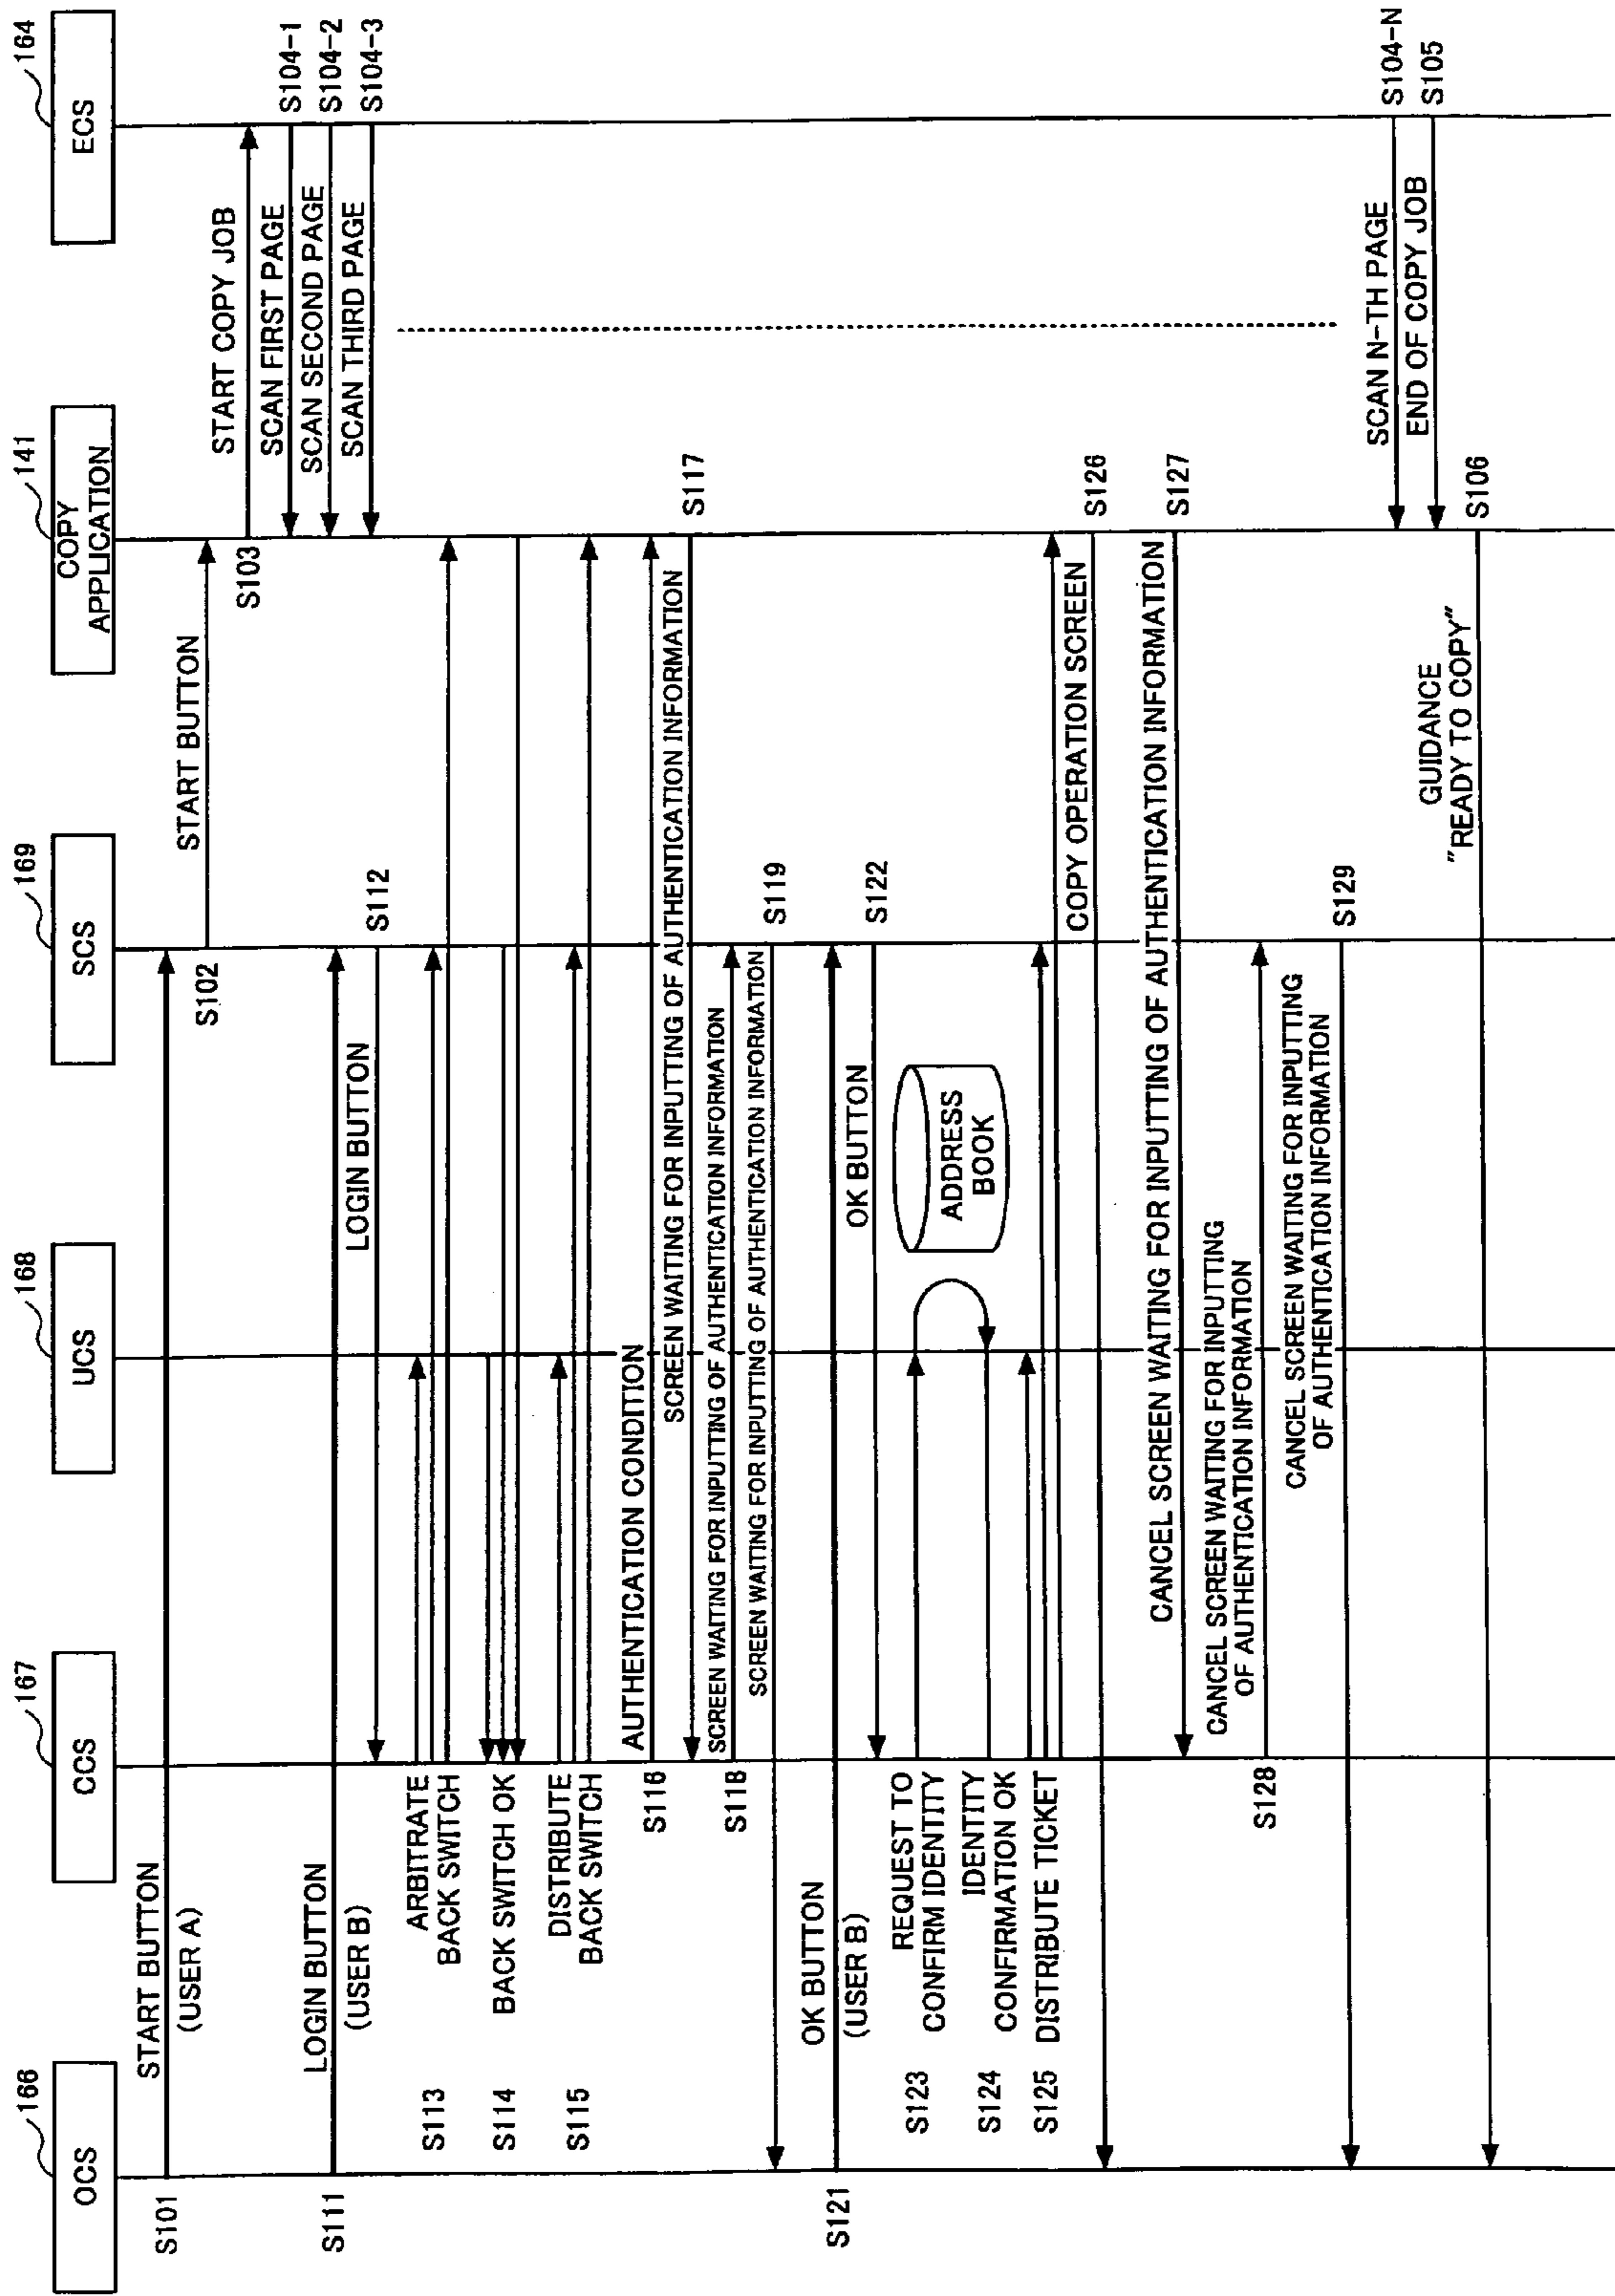 166
OCS
167
CCS
168
UCS
169
SCS
141
COPY
APPLICATION
164
ECS
S101
START BUTTON
(USER A)
S102
START BUTTON
S103
START COPY JOB
SCAN FIRST PAGE
S104-1
SCAN SECOND PAGE
S104-2
SCAN THIRD PAGE
S104-3
S111
LOGIN BUTTON
(USER B)
LOGIN BUTTON
S112
S113
ARBITRATE
BACK SWITCH
S114
BACK SWITCH OK
S115
DISTRIBUTE
BACK SWITCH
S116
AUTHENTICATION CONDITION
SCREEN WAITING FOR INPUTTING OF AUTHENTICATION INFORMATION
S117
S118
SCREEN WAITING FOR INPUTTING OF AUTHENTICATION INFORMATION
SCREEN WAITING FOR INPUTTING OF AUTHENTICATION INFORMATION
S119
S121
OK BUTTON
(USER B)
OK BUTTON
S122
S123
REQUEST TO
CONFIRM IDENTITY
ADDRESS
BOOK
S124
IDENTITY
CONFIRMATION OK
S125
DISTRIBUTE TICKET
COPY OPERATION SCREEN
S126
CANCEL SCREEN WAITING FOR INPUTTING OF AUTHENTICATION INFORMATION
S127
S128
CANCEL SCREEN WAITING FOR INPUTTING
OF AUTHENTICATION INFORMATION
CANCEL SCREEN WAITING FOR INPUTTING
OF AUTHENTICATION INFORMATION
S129
SCAN N-TH PAGE
S104-N
END OF COPY JOB
S105
GUIDANCE
"READY TO COPY"
S106